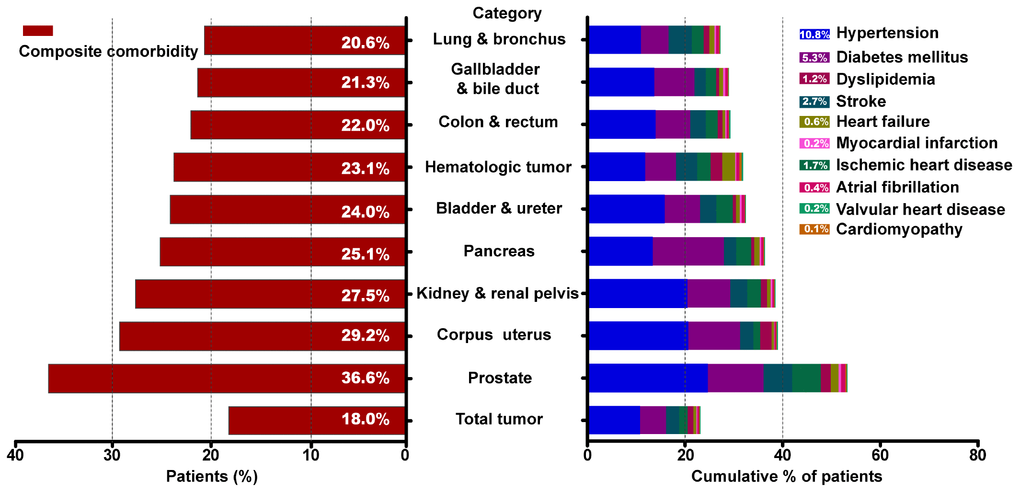 Category
Composite comorbidity
20.6%
Lung & bronchus
21.3%
Gallbladder
& bile duct
22.0%
Colon & rectum
23.1%
Hematologic tumor
24.0%
Bladder & ureter
25.1%
Pancreas
27.5%
Kidney & renal pelvis
29.2%
Corpus uterus
36.6%
Prostate
18.0%
Total tumor
40 30 20 10 0
Patients (%)
10.8% Hypertension
5.3% Diabetes mellitus
1.2% Dyslipidemia
2.7% Stroke
0.6% Heart failure
0.2% Myocardial infarction
1.7% Ischemic heart disease
0.4% Atrial fibrillation
0.2% Valvular heart disease
0.1% Cardiomyopathy
0 20 40 60 80
Cumulative % of patients